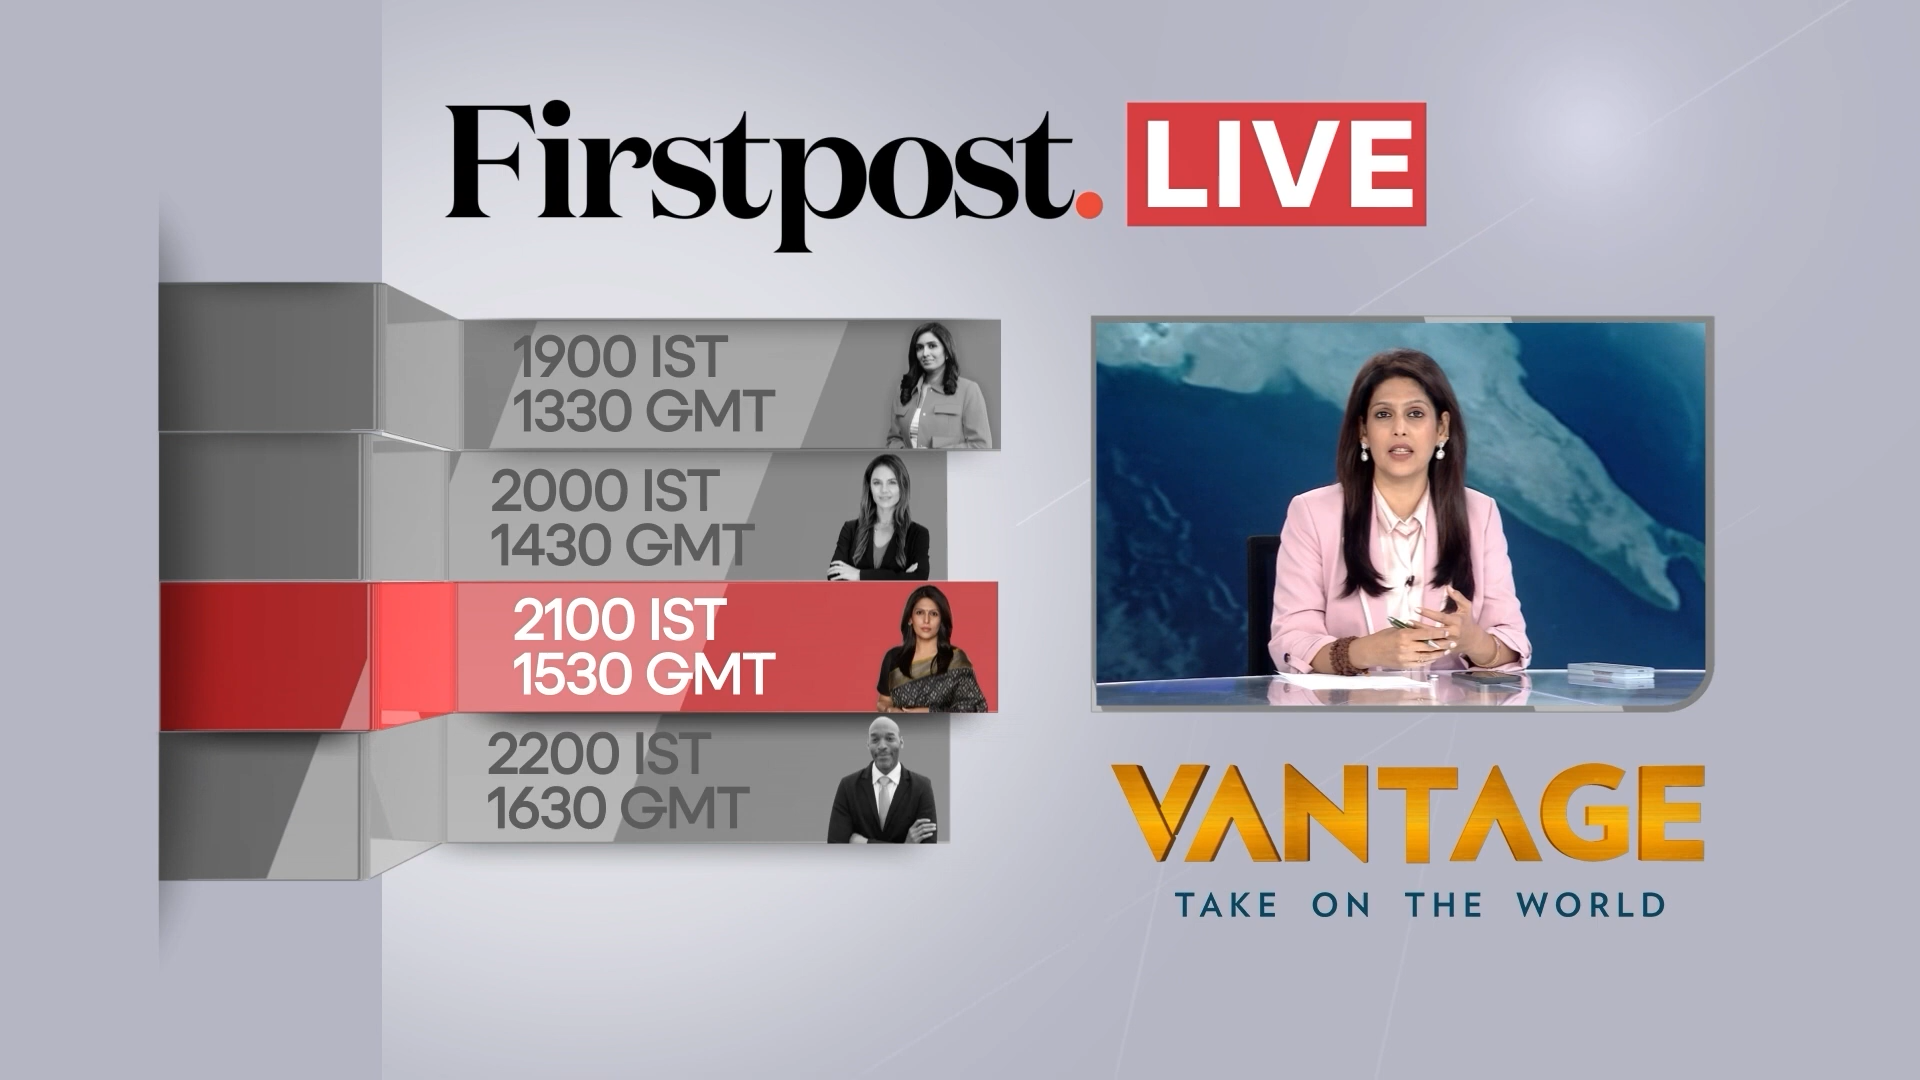 Firstpost. LIVE
1900 IST
1330 GMT
2000 IST
1430 GMT
2100 IST
1530 GMT
2200 IST
1630 GMT
VANTAGE
TAKE ON THE WORLD